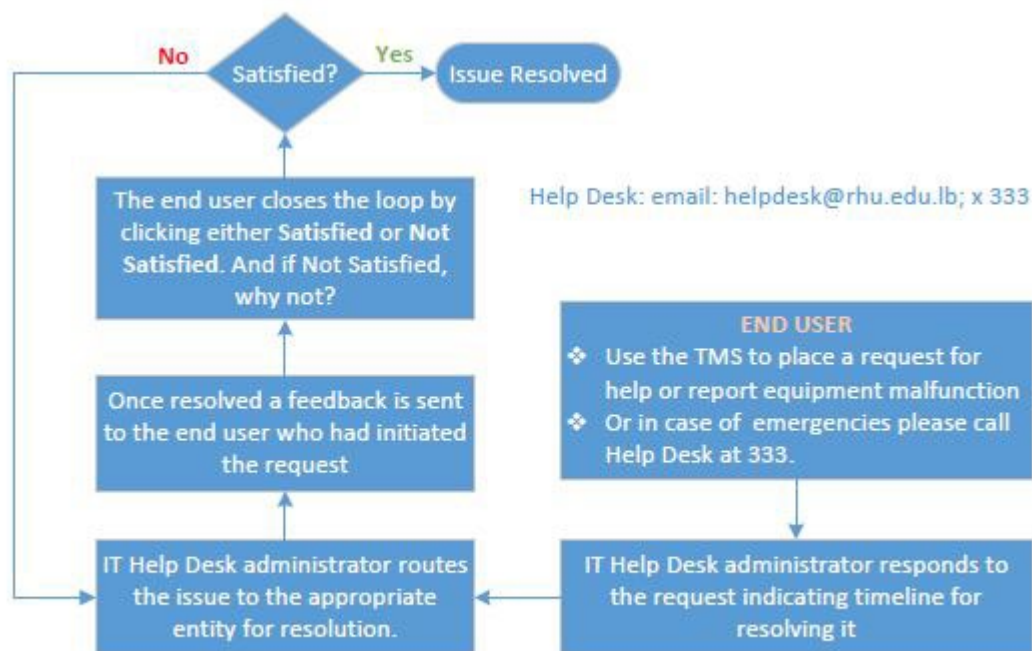 No
Satisfied?
Yes
Issue Resolved
The end user closes the loop by
clicking either Satisfied or Not
Satisfied. And if Not Satisfied,
why not?
Help Desk: email: helpdesk@rhu.edu.lb; x 333
END USER
❖ Use the TMS to place a request for
help or report equipment malfunction
❖ Or in case of emergencies please call
Help Desk at 333.
Once resolved a feedback is sent
to the end user who had initiated
the request
IT Help Desk administrator routes
the issue to the appropriate
entity for resolution.
IT Help Desk administrator responds to
the request indicating timeline for
resolving it